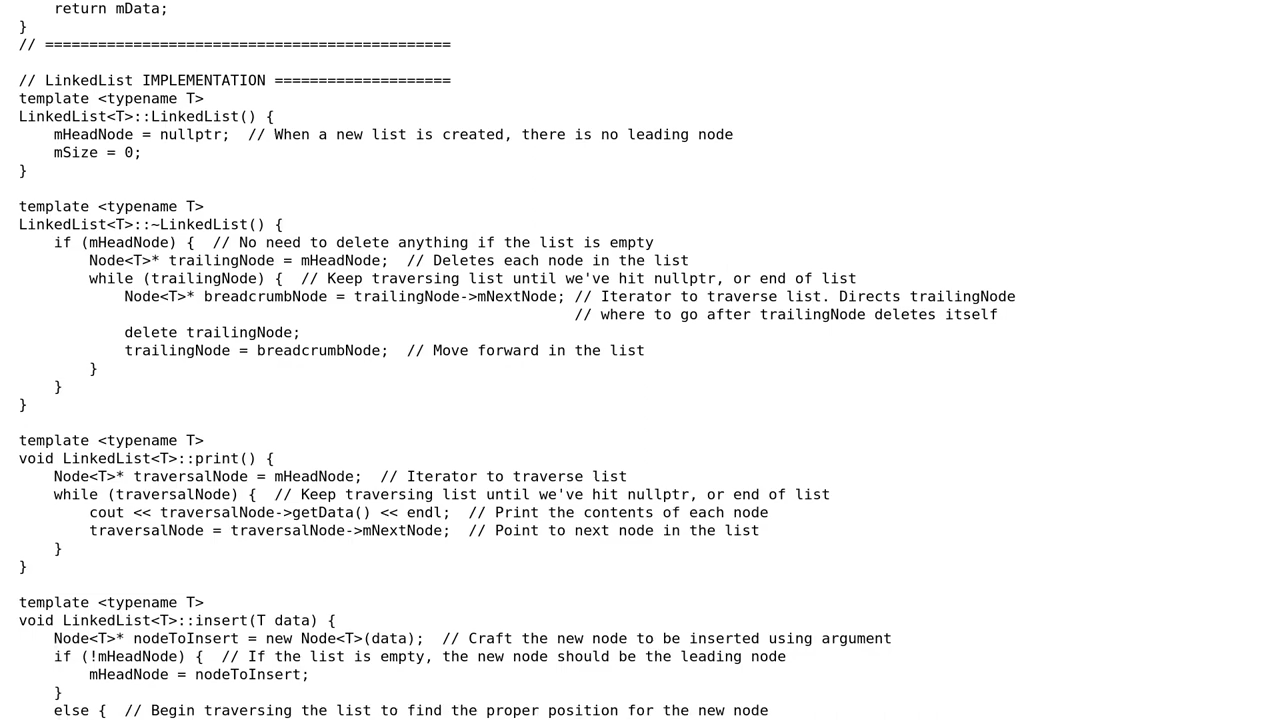 return mData;
}
// ==============================================

// LinkedList IMPLEMENTATION ====================
template <typename T>
LinkedList<T>::LinkedList() {
    mHeadNode = nullptr;  // When a new list is created, there is no leading node
    mSize = 0;
}

template <typename T>
LinkedList<T>::~LinkedList() {
    if (mHeadNode) {  // No need to delete anything if the list is empty
        Node<T>* trailingNode = mHeadNode;  // Deletes each node in the list
        while (trailingNode) {  // Keep traversing list until we've hit nullptr, or end of list
            Node<T>* breadcrumbNode = trailingNode->mNextNode; // Iterator to traverse list. Directs trailingNode
                                                               // where to go after trailingNode deletes itself
            delete trailingNode;
            trailingNode = breadcrumbNode;  // Move forward in the list
        }
    }
}

template <typename T>
void LinkedList<T>::print() {
    Node<T>* traversalNode = mHeadNode;  // Iterator to traverse list
    while (traversalNode) {  // Keep traversing list until we've hit nullptr, or end of list
        cout << traversalNode->getData() << endl;  // Print the contents of each node
        traversalNode = traversalNode->mNextNode;  // Point to next node in the list
    }
}

template <typename T>
void LinkedList<T>::insert(T data) {
    Node<T>* nodeToInsert = new Node<T>(data);  // Craft the new node to be inserted using argument
    if (!mHeadNode) {  // If the list is empty, the new node should be the leading node
        mHeadNode = nodeToInsert;
    }
    else {  // Begin traversing the list to find the proper position for the new node